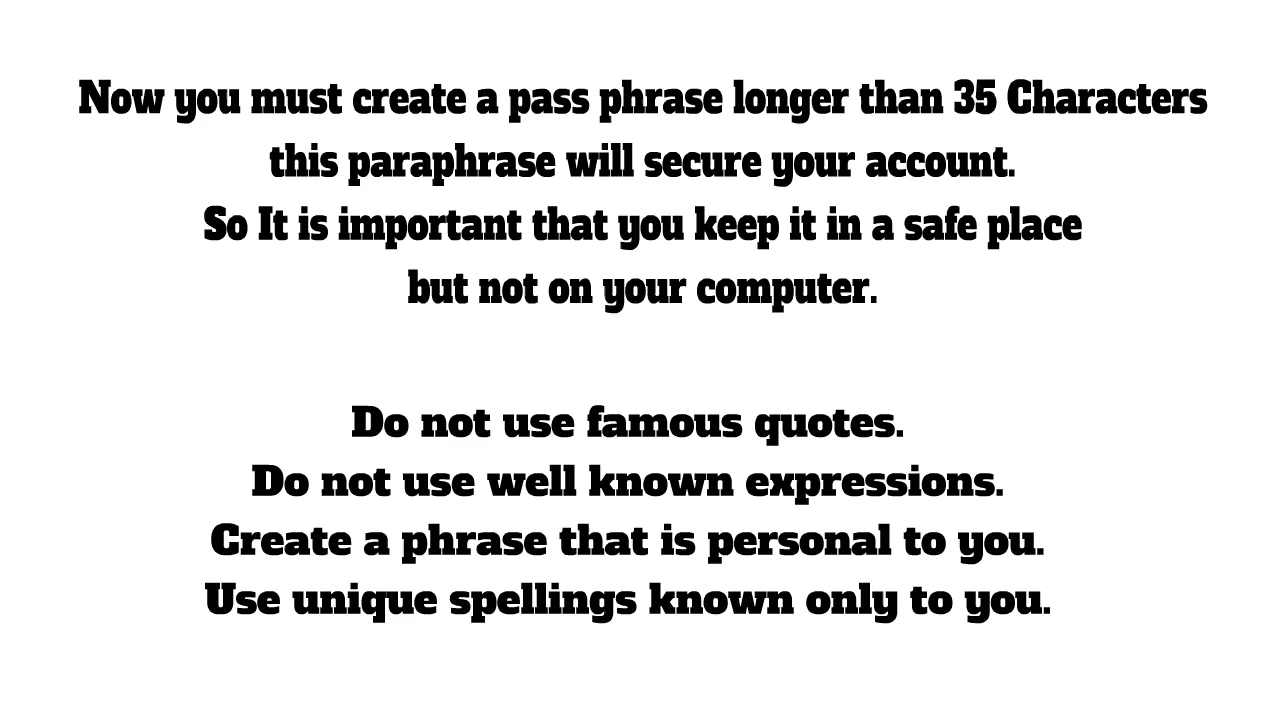 Now you must create a pass phrase longer than 35 Characters
this paraphrase will secure your account.
So It is important that you keep it in a safe place
but not on your computer.
Do not use famous quotes.
Do not use well known expressions.
Create a phrase that is personal to you.
Use unique spellings known only to you.